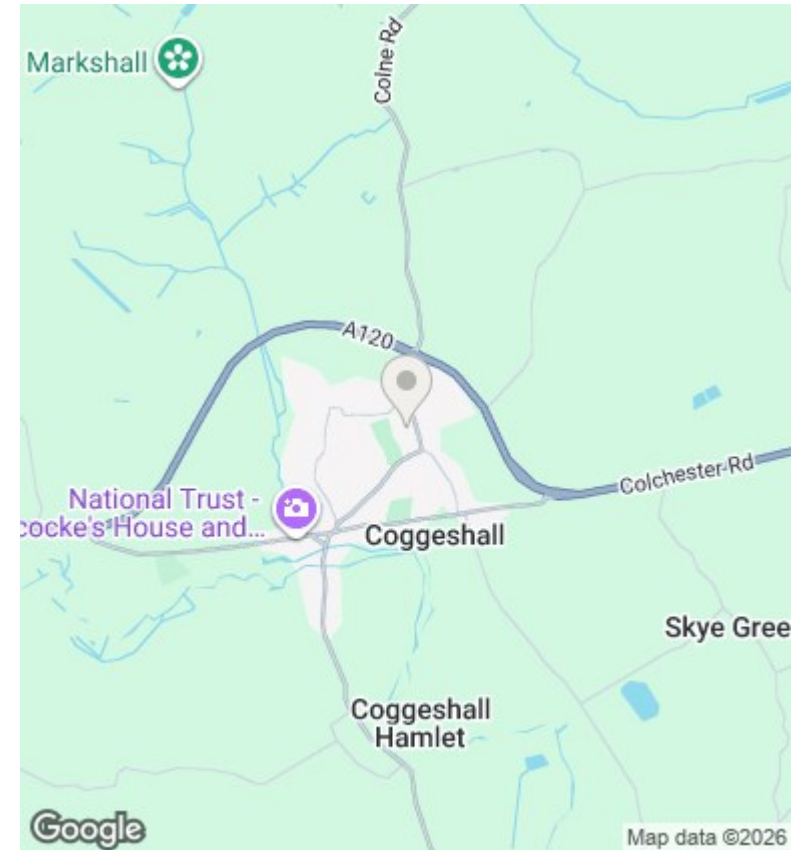 Markshall
Colne Rd
A120
Colchester Rd
National Trust -
cocke's House and...
Coggeshall
Skye Gree
Coggeshall
Hamlet
Google
Map data ©2026